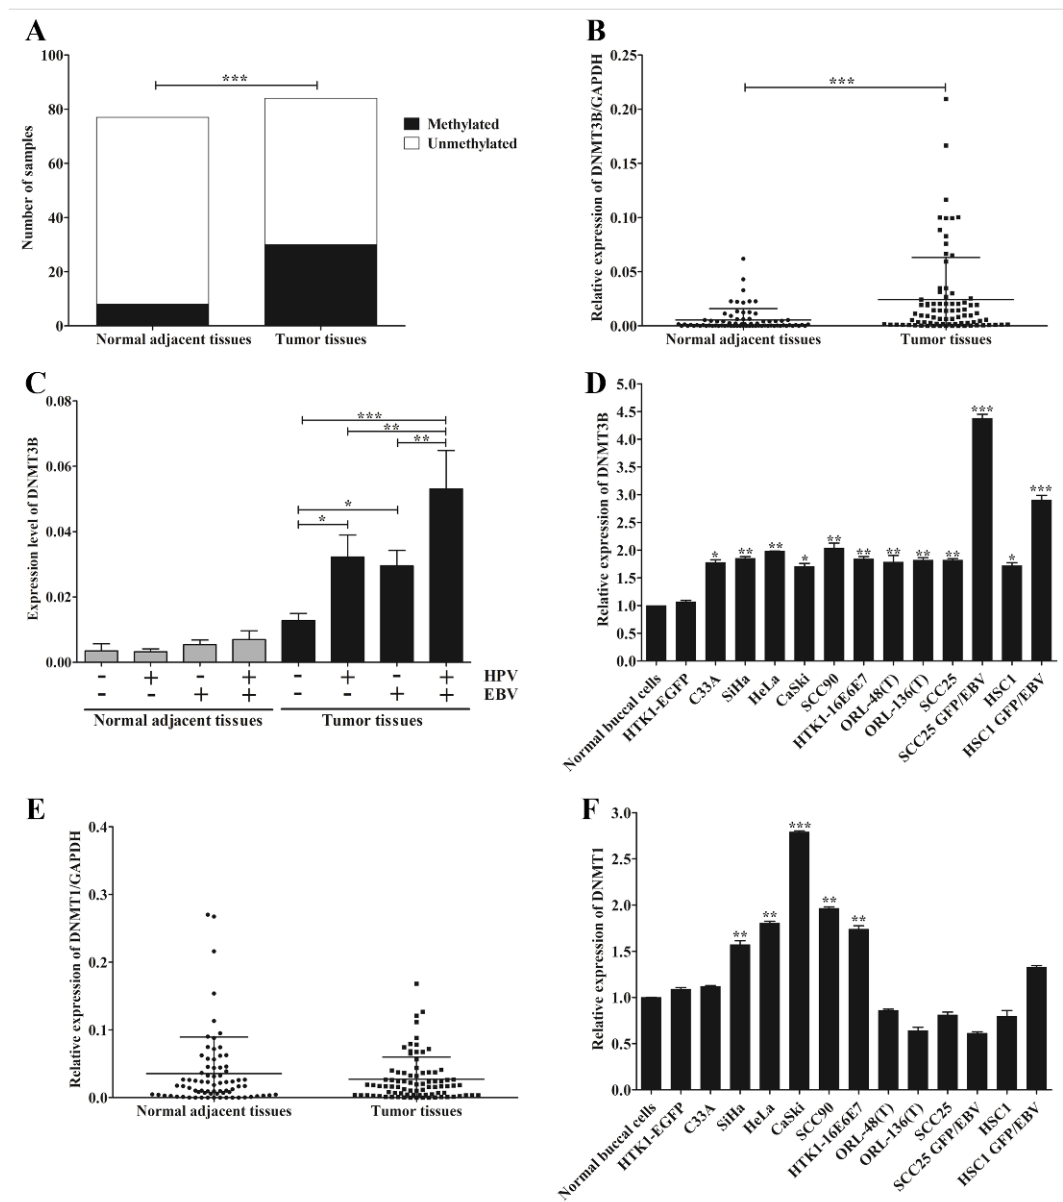 A
Number of samples
100
80
60
40
20
0
***
Normal adjacent tissues
Tumor tissues
Methylated
Unmethylated
B
Relative expression of DNMT3B/GAPDH
0.25
0.20
0.15
0.10
0.05
0.00
***
Normal adjacent tissues
Tumor tissues
C
Expression level of DNMT3B
0.08
0.06
0.04
0.02
0.00
***
**
**
*
*
- + - + - + - + HPV
- - + + - - + + EBV
Normal adjacent tissues
Tumor tissues
D
Relative expression of DNMT3B
5.0
4.5
4.0
3.5
3.0
2.5
2.0
1.5
1.0
0.5
0.0
* ** ** * ** ** ** ** ** *** * ***
Normal buccal cells
HTK1-EGFP
C33A
SiHa
HeLa
CaSki
SCC90
HTK1-16E6E7
ORL-48(T)
ORL-136(T)
SCC25
SCC25 GFP/EBV
HSC1
HSC1 GFP/EBV
E
Relative expression of DNMT1/GAPDH
0.4
0.3
0.2
0.1
0.0
Normal adjacent tissues
Tumor tissues
F
Relative expression of DNMT1
3.0
2.5
2.0
1.5
1.0
0.5
0.0
** ** *** ** **
Normal buccal cells
HTK1-EGFP
C33A
SiHa
HeLa
CaSki
SCC90
HTK1-16E6E7
ORL-48(T)
ORL-136(T)
SCC25
SCC25 GFP/EBV
HSC1
HSC1 GFP/EBV